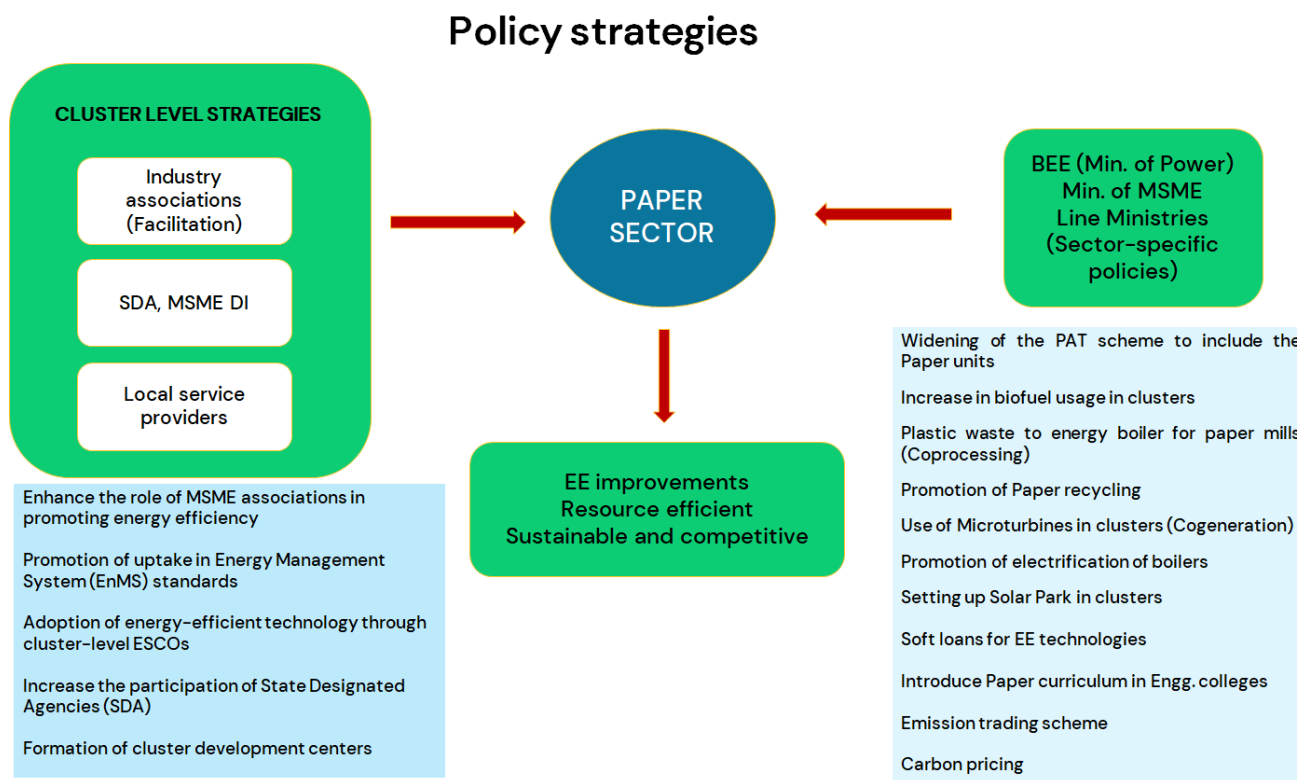 Policy strategies
CLUSTER LEVEL STRATEGIES
Industry
associations
(Facilitation)
SDA, MSME DI
Local service
providers
Enhance the role of MSME associations in
promoting energy efficiency
Promotion of uptake in Energy Management
System (EnMS) standards
Adoption of energy-efficient technology through
cluster-level ESCOs
Increase the participation of State Designated
Agencies (SDA)
Formation of cluster development centers
PAPER
SECTOR
EE improvements
Resource efficient
Sustainable and competitive
BEE (Min. of Power)
Min. of MSME
Line Ministries
(Sector-specific
policies)
Widening of the PAT scheme to include the
Paper units
Increase in biofuel usage in clusters
Plastic waste to energy boiler for paper mills
(Coprocessing)
Promotion of Paper recycling
Use of Microturbines in clusters (Cogeneration)
Promotion of electrification of boilers
Setting up Solar Park in clusters
Soft loans for EE technologies
Introduce Paper curriculum in Engg. colleges
Emission trading scheme
Carbon pricing